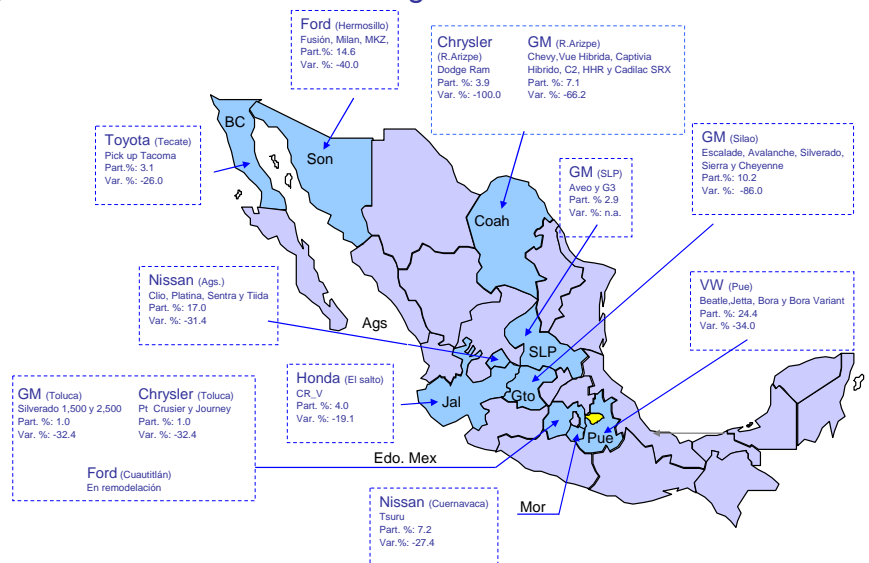 Ford (Hermosillo)
Fusión, Milan, MKZ,
Part.%: 14.6
Var. %: -40.0
Chrysler
(R.Arizpe)
Dodge Ram
Part. %: 3.9
Var. %: -100.0
GM (R.Arizpe)
Chevy,Vue Hibrida, Captivia
Hibrido, C2, HHR y Cadilac SRX
Part. %: 7.1
Var. %: -66.2
Toyota (Tecate)
Pick up Tacoma
Part.%: 3.1
Var. %: -26.0
GM (SLP)
Aveo y G3
Part. % 2.9
Var. %: n.a.
GM (Silao)
Escalade, Avalanche, Silverado,
Sierra y Cheyenne
Part.%: 10.2
Var. %: -86.0
BC
Son
Coah
Nissan (Ags.)
Clio, Platina, Sentra y Tiida
Part. %: 17.0
Var. %: -31.4
VW (Pue)
Beatle,Jetta, Bora y Bora Variant
Part. %: 24.4
Var. % -34.0
Ags
SLP
Honda (El salto)
CR_V
Part. %: 4.0
Var. %: -19.1
Jal
Gto
Pue
GM (Toluca)
Silverado 1,500 y 2,500
Part. %: 1.0
Var. %: -32.4
Chrysler (Toluca)
Pt Crusier y Journey
Part. %: 1.0
Var. %: -32.4
Ford (Cuautitlán)
En remodelación
Edo. Mex
Mor
Nissan (Cuernavaca)
Tsuru
Part. %: 7.2
Var.%: -27.4